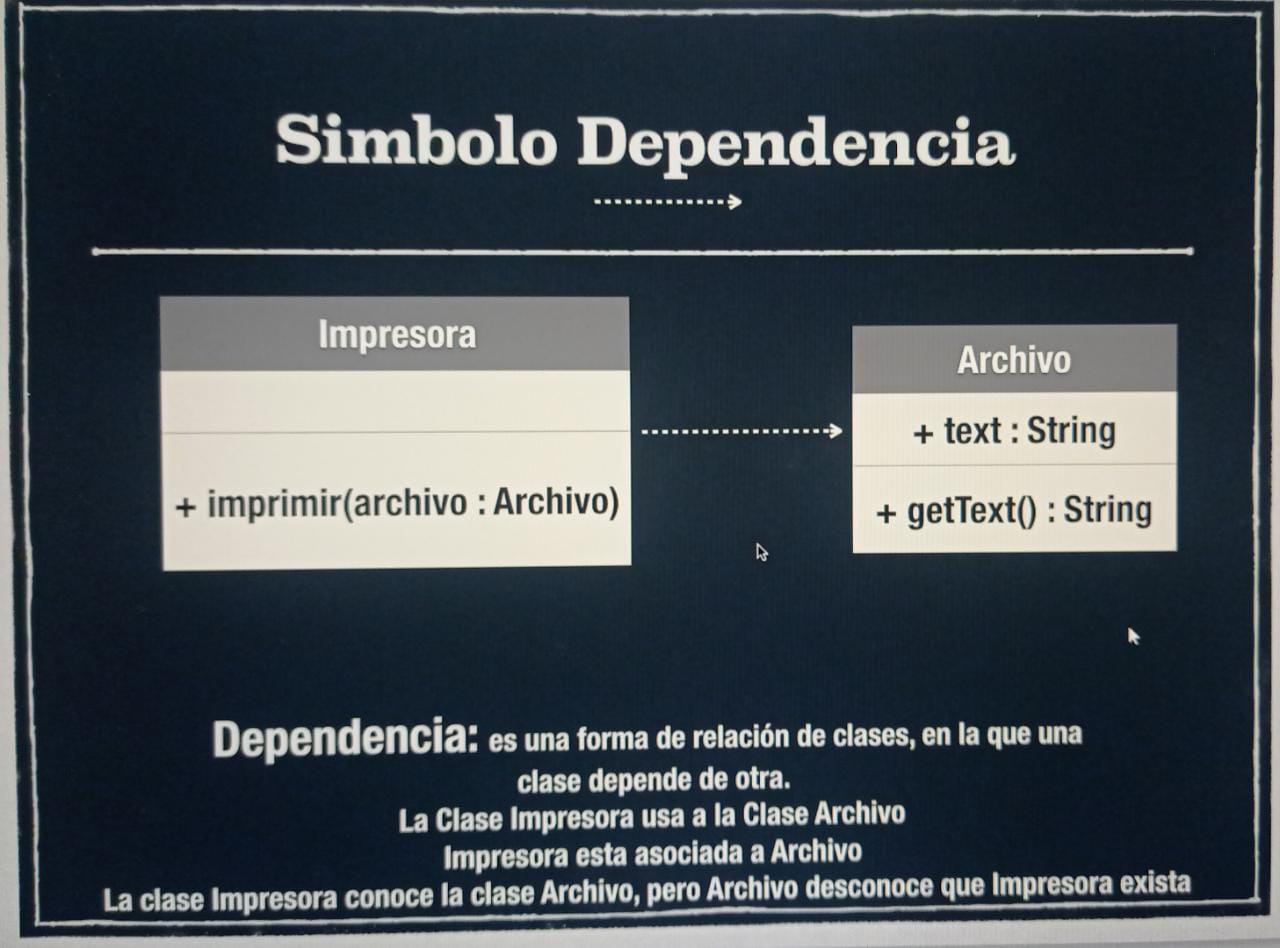 Simbolo Dependencia
Impresora
+ imprimir(archivo : Archivo)
Archivo
+ text : String
+ getText() : String
Dependencia: es una forma de relación de clases, en la que una
clase depende de otra.
La Clase Impresora usa a la Clase Archivo
Impresora esta asociada a Archivo
La clase Impresora conoce la clase Archivo, pero Archivo desconoce que Impresora exista